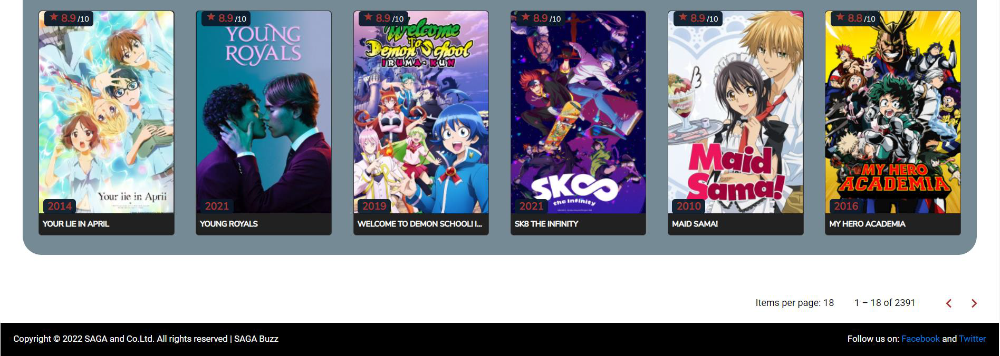 ★ 8.9 /10
★ 8.9 /10
★ 8.9 /10
★ 8.9 /10
★ 8.9 /10
★ 8.8 /10
YOUNG
ROYALS
Welcome
To
Demon School
IRUMA-KUN
Your lie in April
SK∞
the Infinity
Maid
Sama!
MY HERO
ACADEMIA
2014
2021
2019
2021
2010
2016
YOUR LIE IN APRIL
YOUNG ROYALS
WELCOME TO DEMON SCHOOL! I...
SK8 THE INFINITY
MAID SAMA!
MY HERO ACADEMIA
Items per page: 18
1 – 18 of 2391
Copyright © 2022 SAGA and Co.Ltd. All rights reserved | SAGA Buzz
Follow us on: Facebook and Twitter